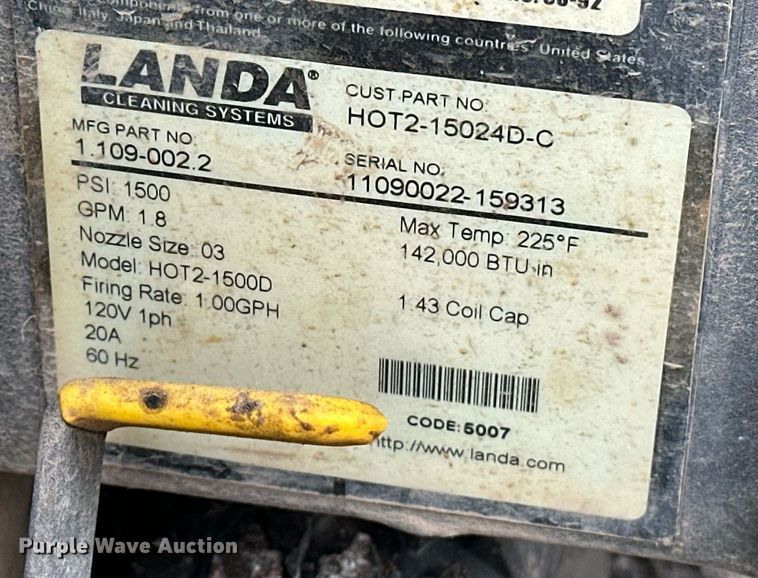 components from one or more of the following countries: United States
China, Italy, Japan and Thailand
LANDA®
CLEANING SYSTEMS
CUST PART NO:
HOT2-15024D-C
MFG PART NO:
1.109-002.2
SERIAL NO.
11090022-159313
PSI: 1500
GPM: 1.8
Nozzle Size: 03
Model: HOT2-1500D
Firing Rate: 1.00GPH
120V 1ph
20A
60 Hz
Max Temp: 225°F
142,000 BTU-in
1.43 Coil Cap
CODE: 5007
http://www.landa.com
Purple Wave Auction